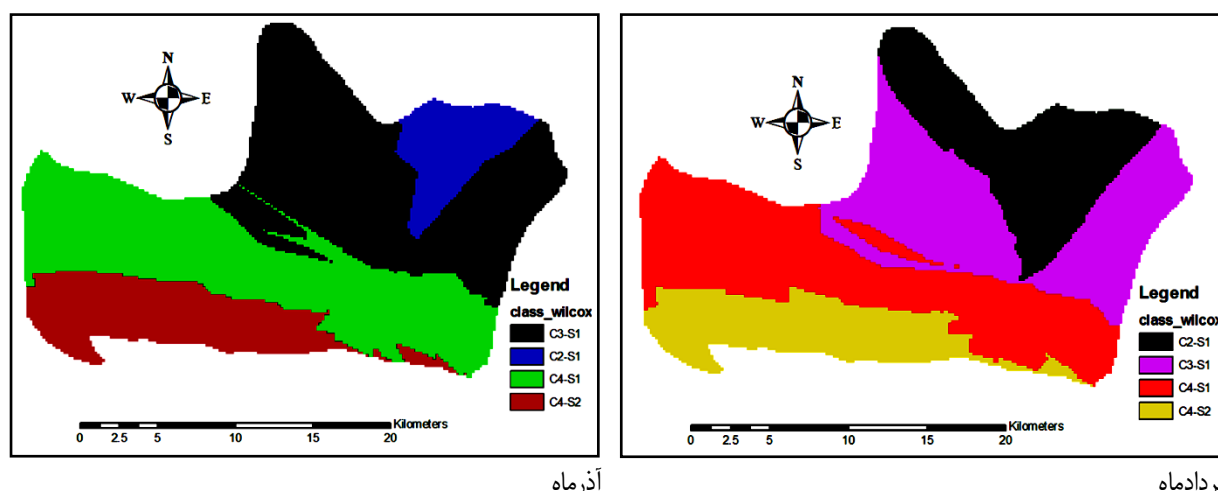 N
W E
S
Legend
class_wilcox
C3-S1
C2-S1
C4-S1
C4-S2
Kilometers
0 2.5 5 10 15 20
آذرماه
N
W E
S
Legend
class_wilcox
C2-S1
C3-S1
C4-S1
C4-S2
Kilometers
0 2.5 5 10 15 20
ردادماه